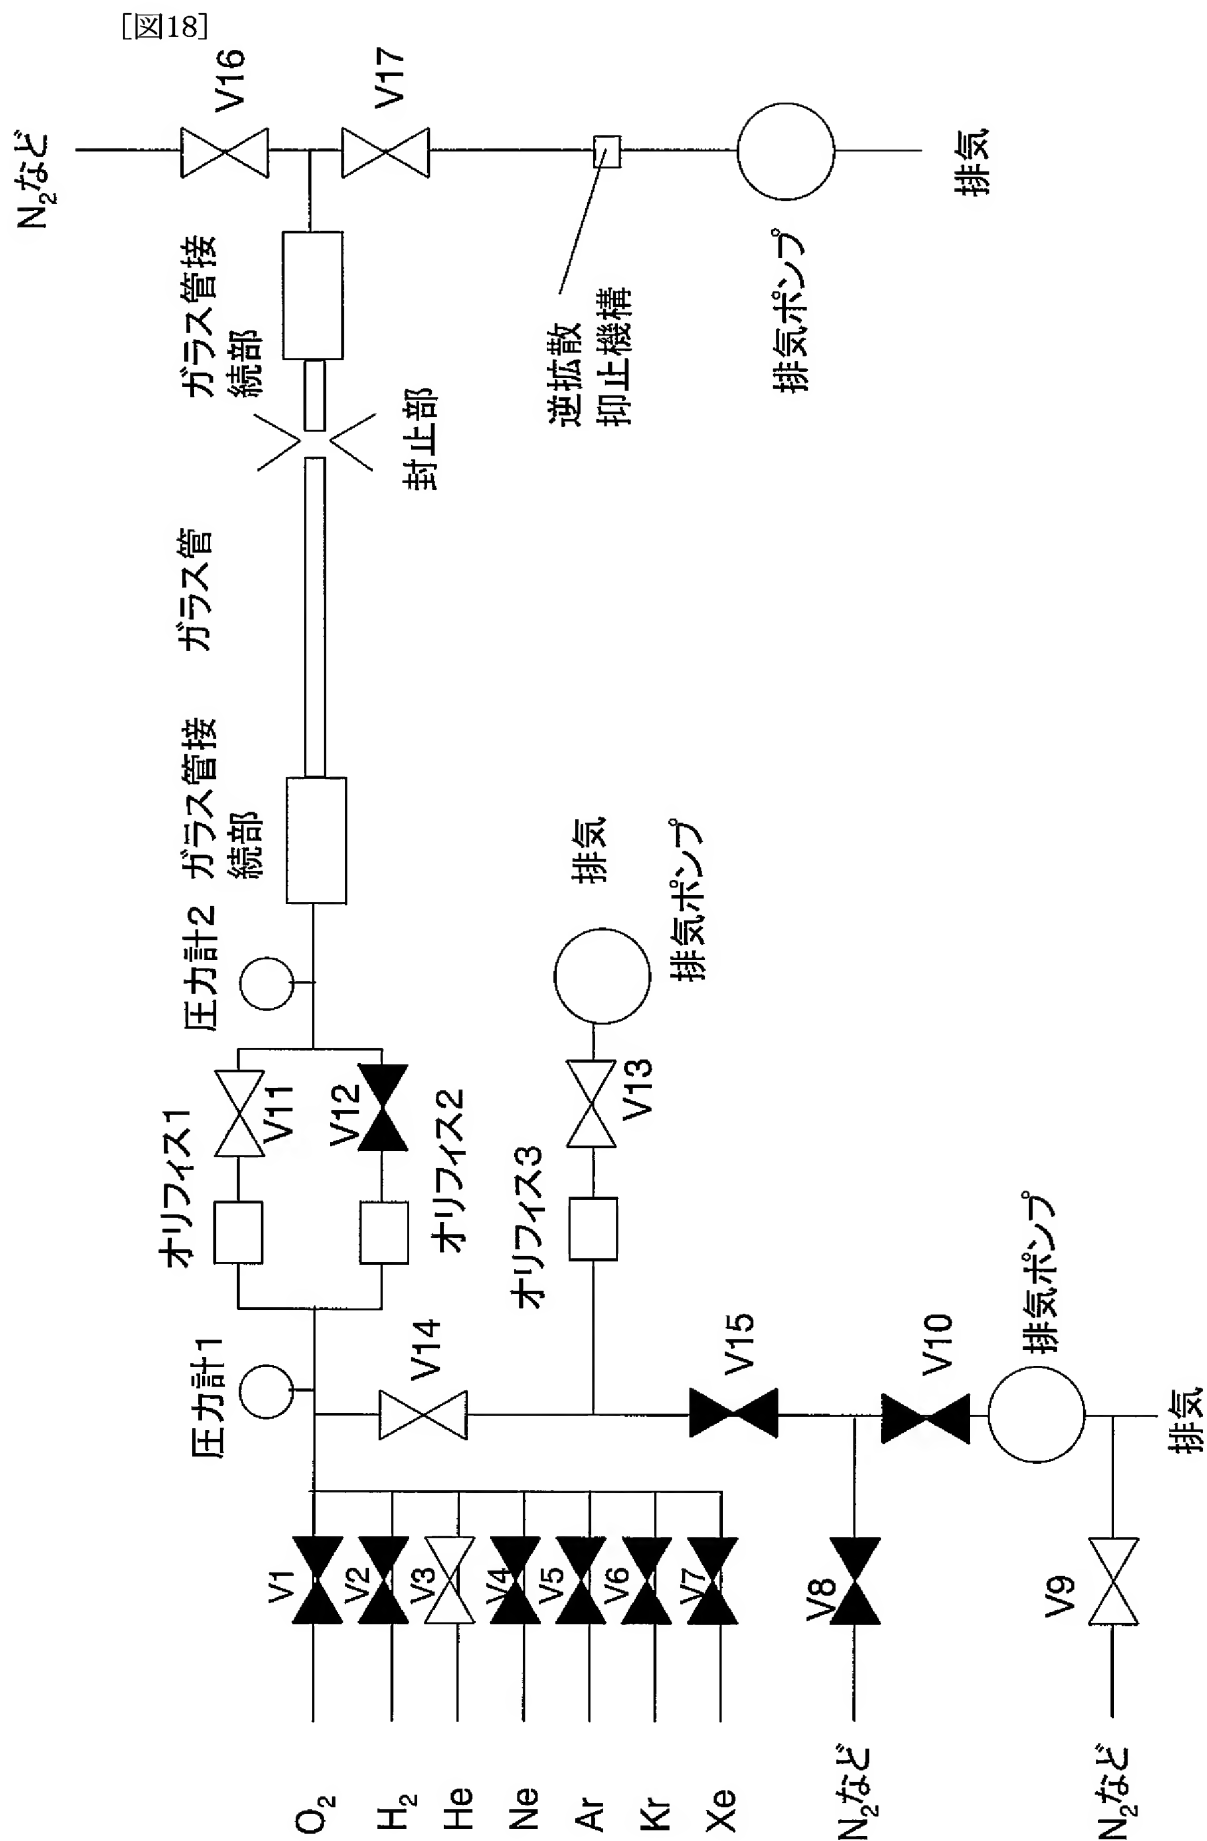 [図18]
N₂など
V16
V17
ガラス管接
続部
封止部
逆拡散
抑止機構
排気ポンプ
排気
ガラス管
ガラス管接
続部
圧力計2
オリフィス1
V11
V12
オリフィス2
圧力計1
V14
オリフィス3
V13
排気
排気ポンプ
V15
V10
排気ポンプ
排気
V1
V2
V3
V4
V5
V6
V7
V8
V9
O₂
H₂
He
Ne
Ar
Kr
Xe
N₂など
N₂など